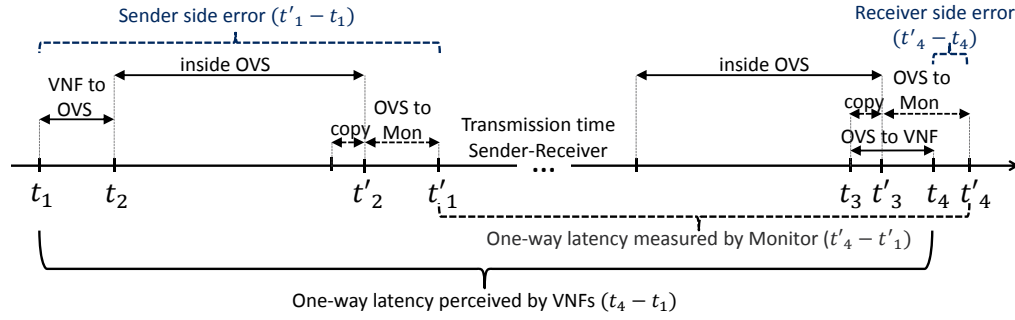 Sender side error (t′₁ − t₁)
Receiver side error
(t′₄ − t₄)
inside OVS
inside OVS
VNF to
OVS
OVS to
Mon
copy
Transmission time
Sender-Receiver
...
OVS to
Mon
copy
OVS to VNF
t₁
t₂
t′₂
t′₁
t₃
t′₃
t₄
t′₄
One-way latency measured by Monitor (t′₄ − t′₁)
One-way latency perceived by VNFs (t₄ − t₁)